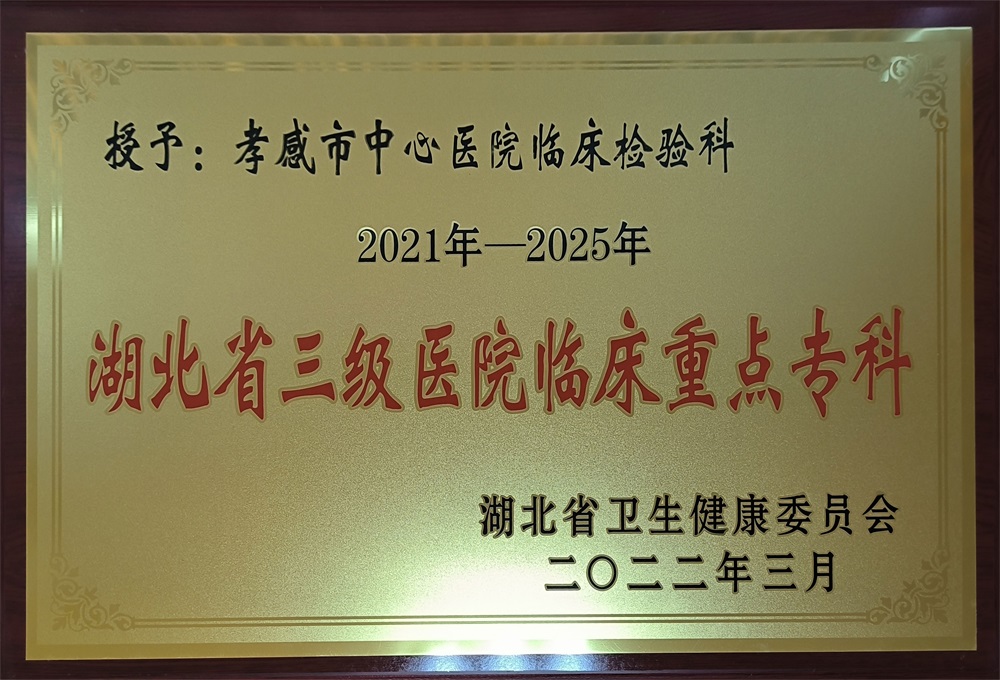 授予：孝感市中心医院临床检验科
2021年—2025年
湖北省三级医院临床重点专科
湖北省卫生健康委员会
二〇二二年三月